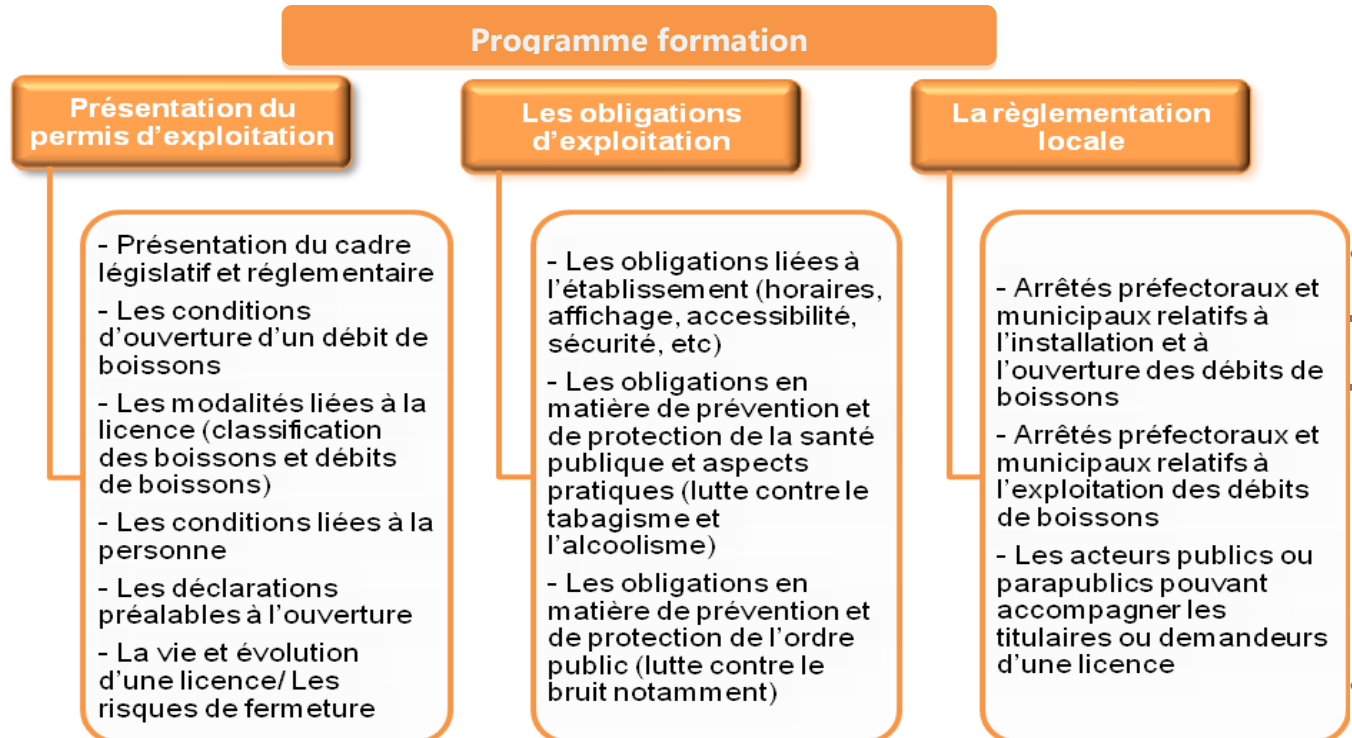 Programme formation
Présentation du
permis d'exploitation
- Présentation du cadre
législatif et réglementaire
- Les conditions
d'ouverture d'un débit de
boissons
- Les modalités liées à la
licence (classification
des boissons et débits
de boissons)
- Les conditions liées à la
personne
- Les déclarations
préalables à l'ouverture
- La vie et évolution
d'une licence/ Les
risques de fermeture
Les obligations
d'exploitation
- Les obligations liées à
l'établissement (horaires,
affichage, accessibilité,
sécurité, etc)
- Les obligations en
matière de prévention et
de protection de la santé
publique et aspects
pratiques (lutte contre le
tabagisme et
l'alcoolisme)
- Les obligations en
matière de prévention et
de protection de l'ordre
public (lutte contre le
bruit notamment)
La règlementation
locale
- Arrêtés préfectoraux et
municipaux relatifs à
l'installation et à
l'ouverture des débits de
boissons
- Arrêtés préfectoraux et
municipaux relatifs à
l'exploitation des débits
de boissons
- Les acteurs publics ou
parapublics pouvant
accompagner les
titulaires ou demandeurs
d'une licence